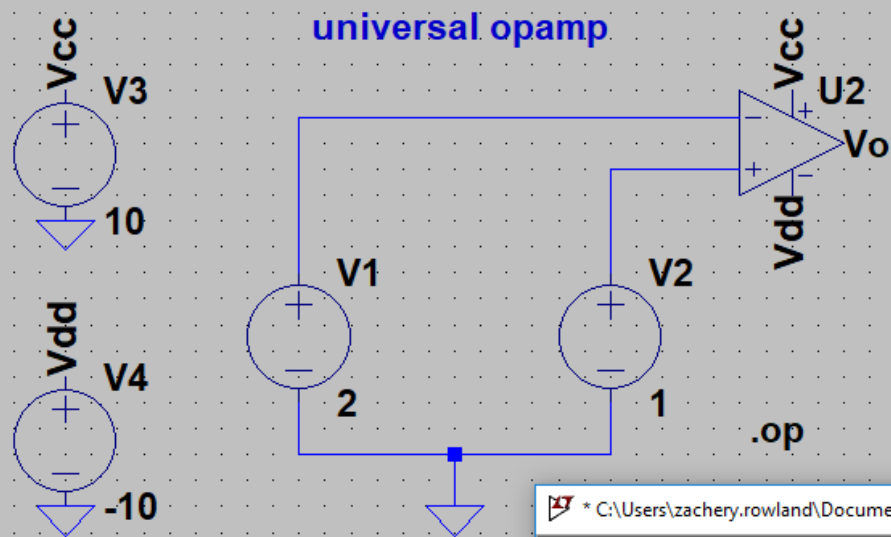 universal opamp
Vcc
V3
10
Vdd
V4
-10
V1
2
V2
1
Vcc
U2
Vo
Vdd
.op
* C:\Users\zachery.rowland\Docume